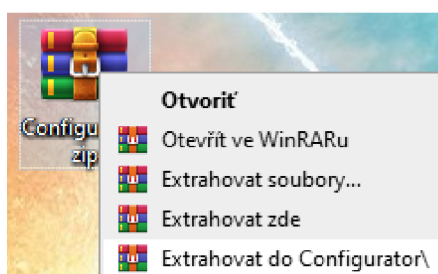 Otvoriť
Configu
zip
Otevřít ve WinRARu
Extrahovat soubory...
Extrahovat zde
Extrahovat do Configurator\